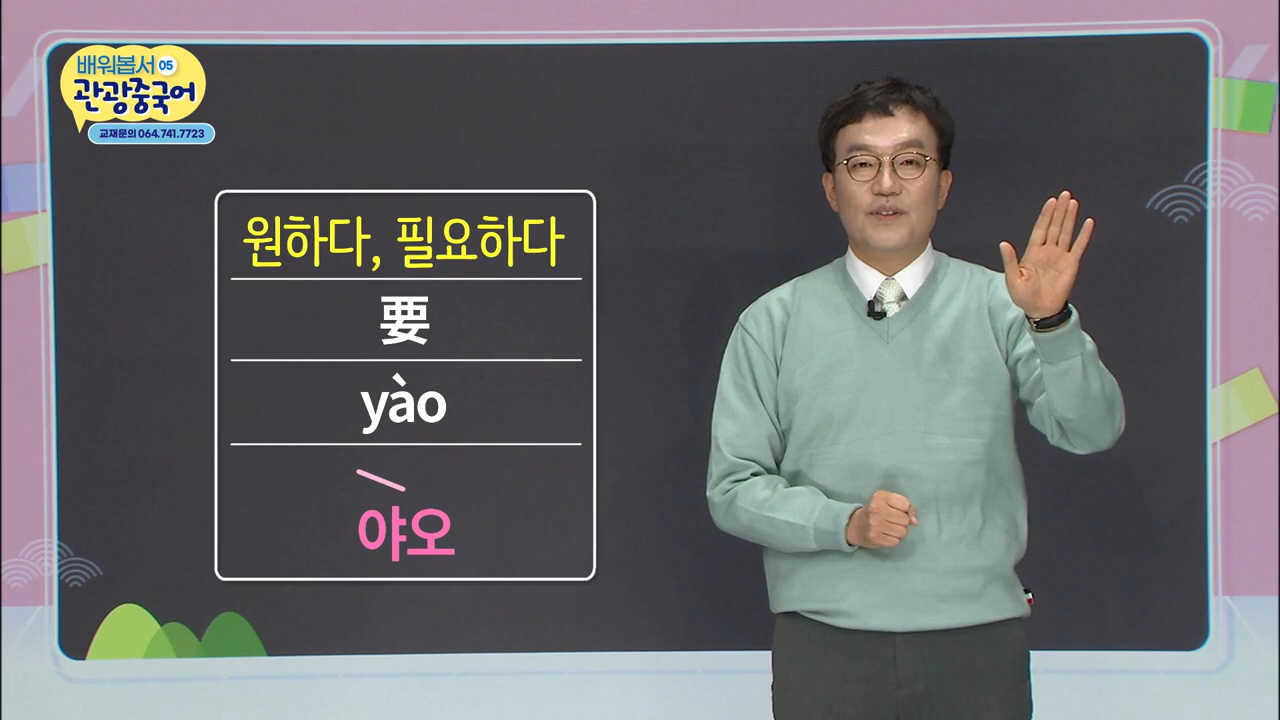 배워봅서 05
관광중국어
교재문의 064.741.7723
원하다, 필요하다
要
yào
야오